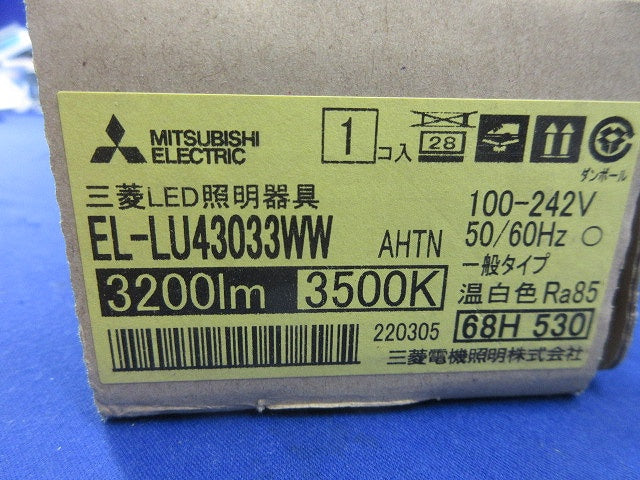 MITSUBISHI
ELECTRIC
1コ入
28
ダンボール
三菱LED照明器具
EL-LU43033WW
AHTN
100-242V
50/60Hz ○
一般タイプ
3200lm 3500K
温白色 Ra85
220305
68H 530
三菱電機照明株式会社